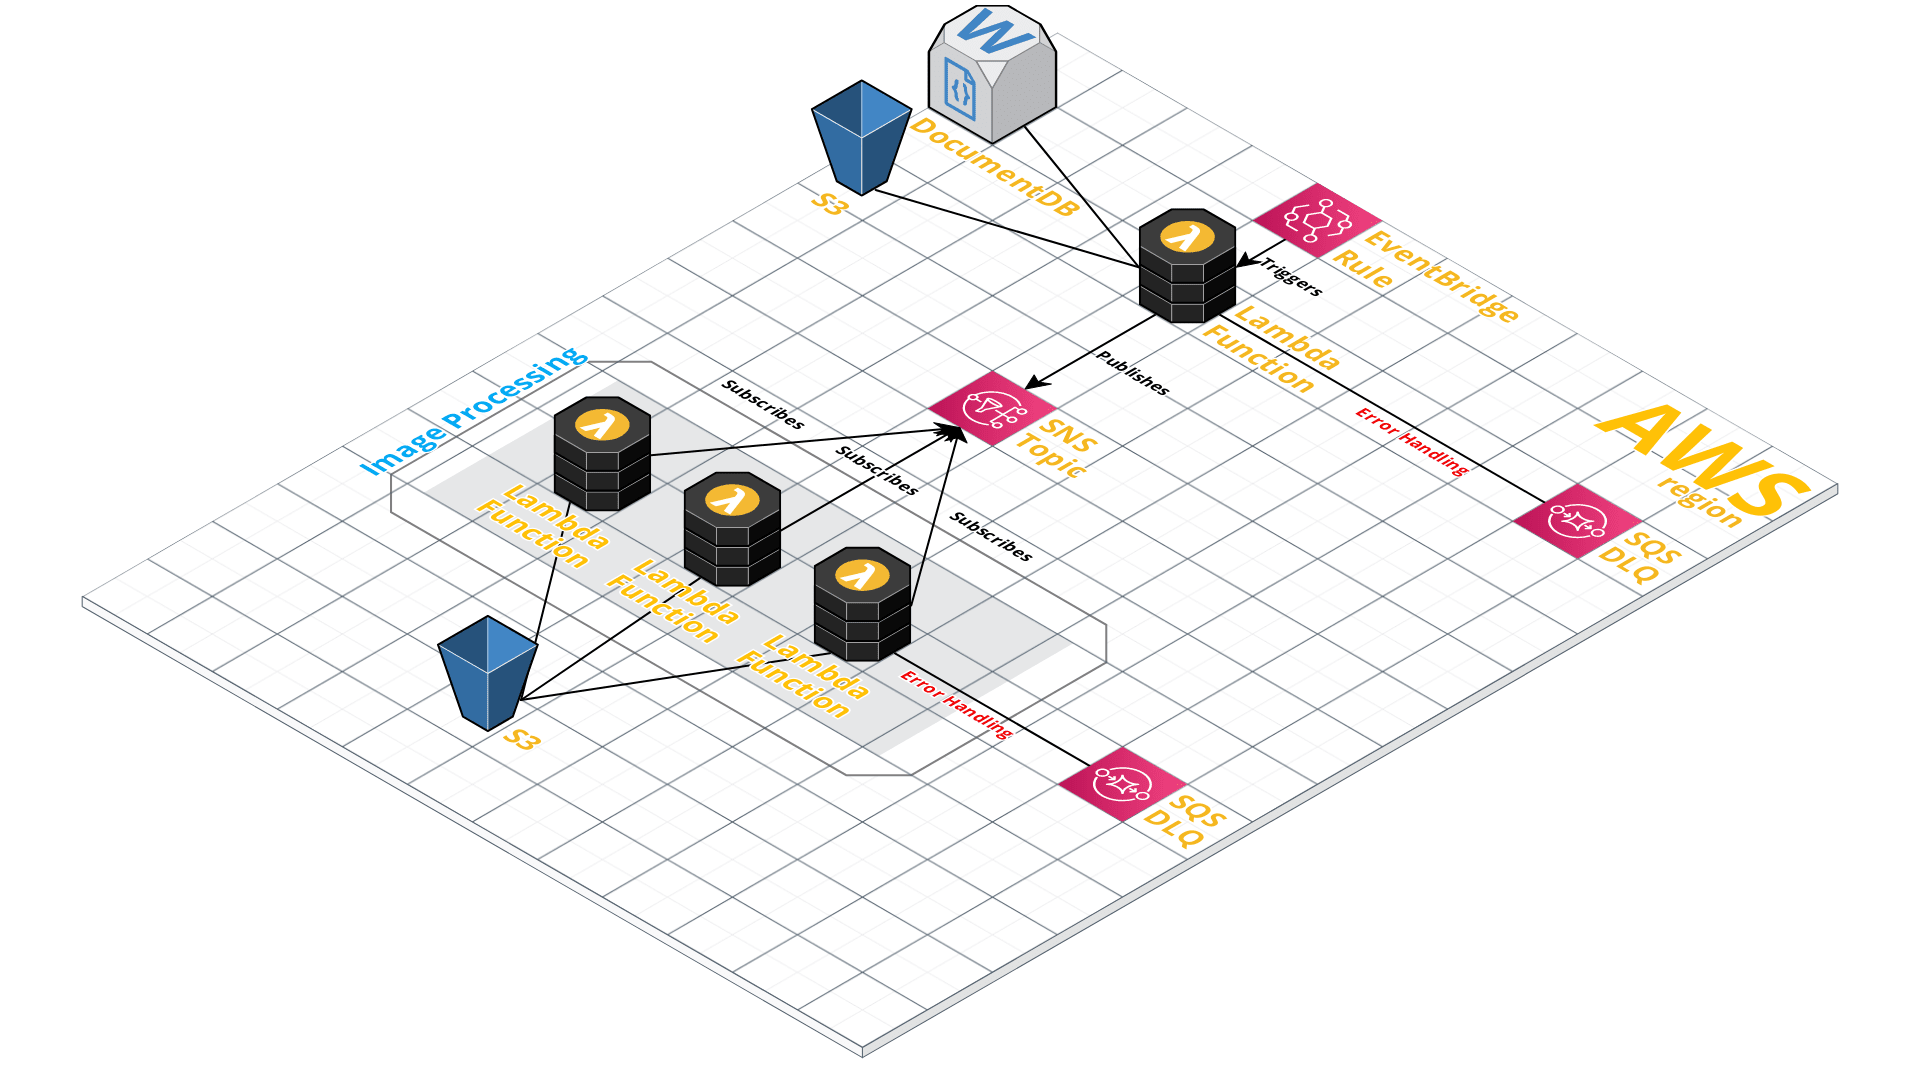 W
DocumentDB
S3
EventBridge
Rule
Triggers
Lambda
Function
Publishes
SNS
Topic
Error Handling
AWS
region
SQS
DLQ
Image Processing
Subscribes
Subscribes
Subscribes
λ
λ
λ
λ
Lambda
Function
Lambda
Function
Lambda
Function
S3
Error Handling
SQS
DLQ